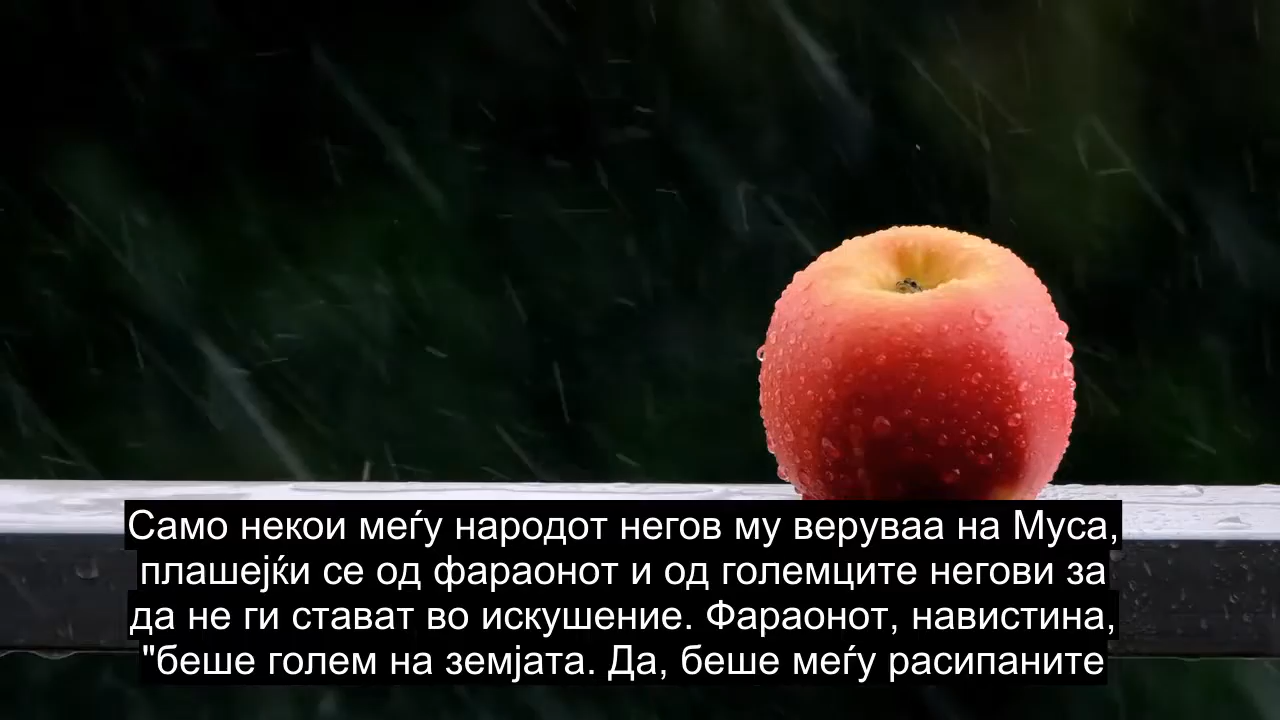 Само некои меѓу народот негов му веруваа на Муса,
плашејќи се од фараонот и од големците негови за
да не ги стават во искушение. Фараонот, навистина,
"беше голем на земјата. Да, беше меѓу расипаните